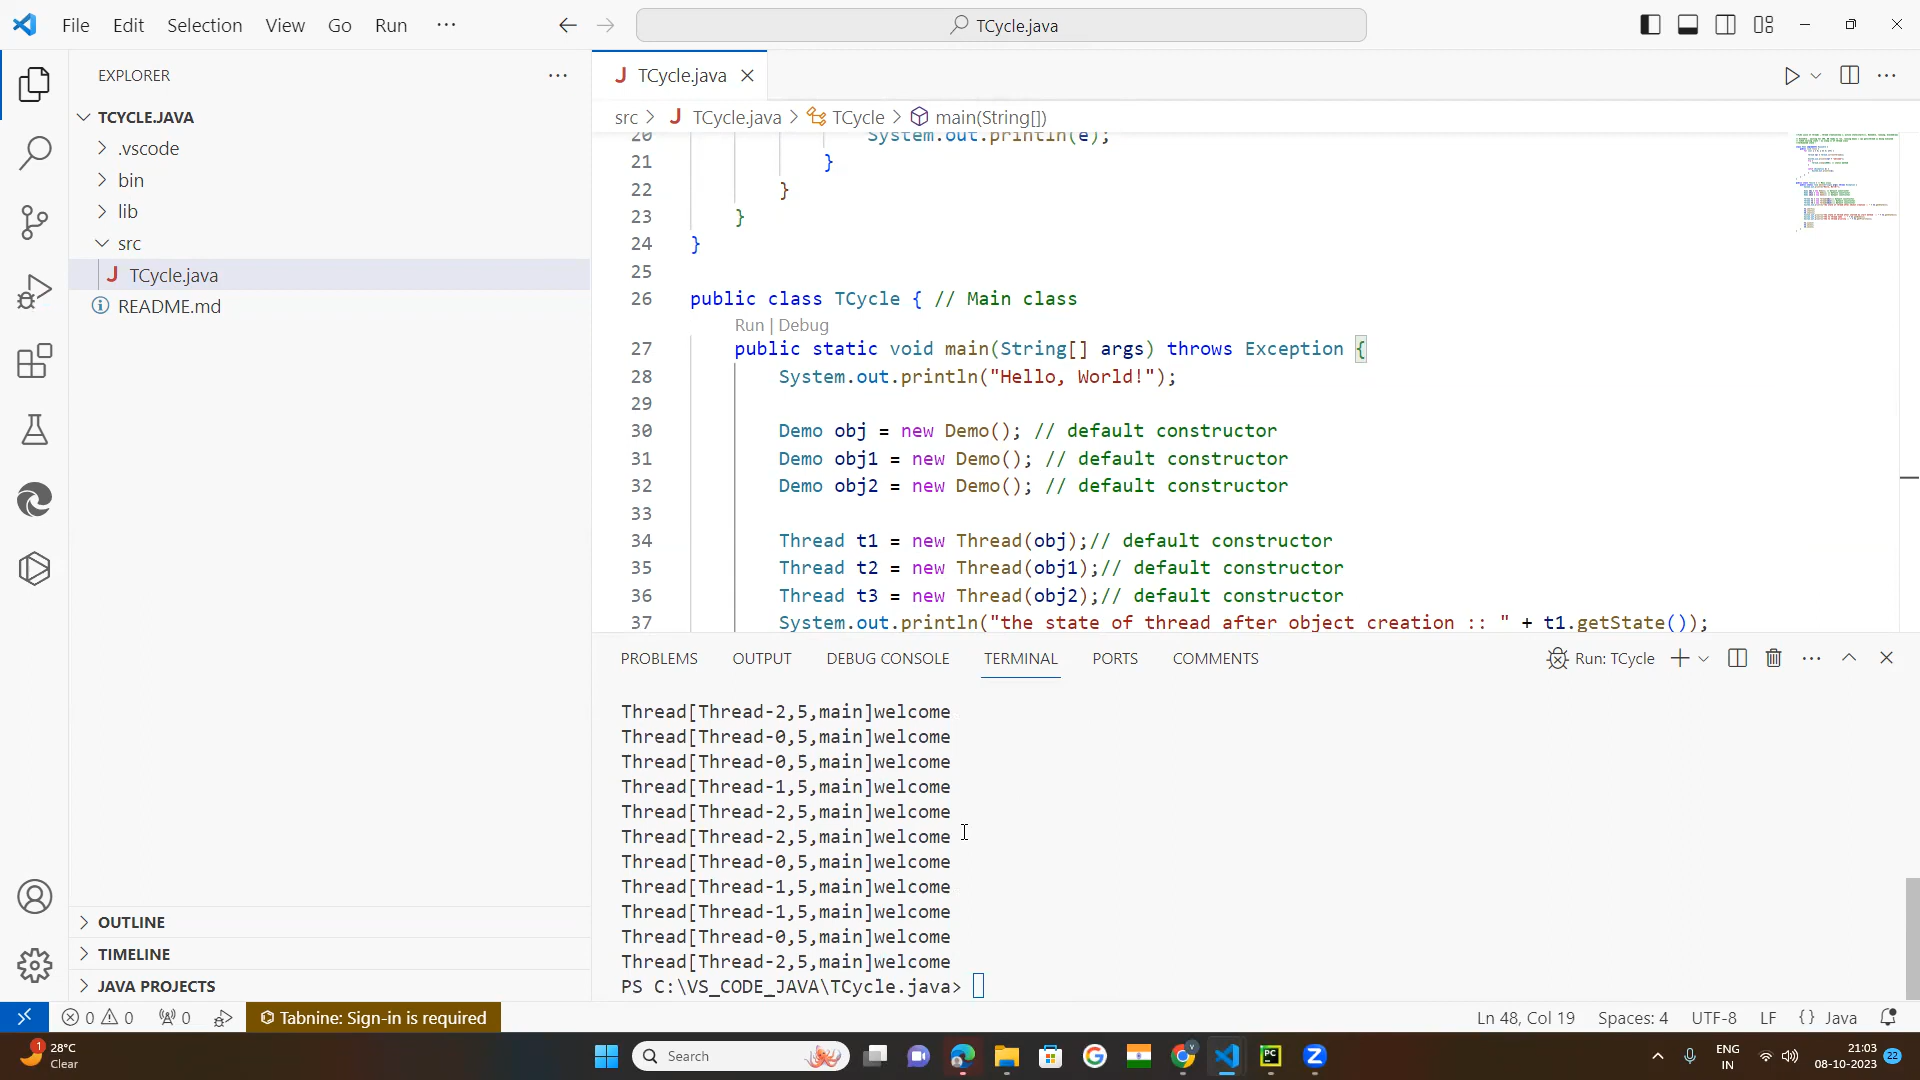 File Edit Selection View Go Run ···
TCycle.java
EXPLORER
TCYCLE.JAVA
.vscode
bin
lib
src
J TCycle.java
README.md
OUTLINE
TIMELINE
JAVA PROJECTS
J TCycle.java
src > J TCycle.java > TCycle > main(String[])
20 System.out.println(e);
21 }
22 }
23 }
24 }
25
26 public class TCycle { // Main class
Run | Debug
27 public static void main(String[] args) throws Exception {
28 System.out.println("Hello, World!");
29
30 Demo obj = new Demo(); // default constructor
31 Demo obj1 = new Demo(); // default constructor
32 Demo obj2 = new Demo(); // default constructor
33
34 Thread t1 = new Thread(obj);// default constructor
35 Thread t2 = new Thread(obj1);// default constructor
36 Thread t3 = new Thread(obj2);// default constructor
37 System.out.println("the state of thread after object creation :: " + t1.getState());
PROBLEMS OUTPUT DEBUG CONSOLE TERMINAL PORTS COMMENTS Run: TCycle
Thread[Thread-2,5,main]welcome
Thread[Thread-0,5,main]welcome
Thread[Thread-0,5,main]welcome
Thread[Thread-1,5,main]welcome
Thread[Thread-2,5,main]welcome
Thread[Thread-2,5,main]welcome
Thread[Thread-0,5,main]welcome
Thread[Thread-1,5,main]welcome
Thread[Thread-1,5,main]welcome
Thread[Thread-0,5,main]welcome
Thread[Thread-2,5,main]welcome
PS C:\VS_CODE_JAVA\TCycle.java>
0 0 0 Tabnine: Sign-in is required Ln 48, Col 19 Spaces: 4 UTF-8 LF {} Java
1 28°C
Clear
Search
PC
Z
ENG
IN
21:03
08-10-2023
22